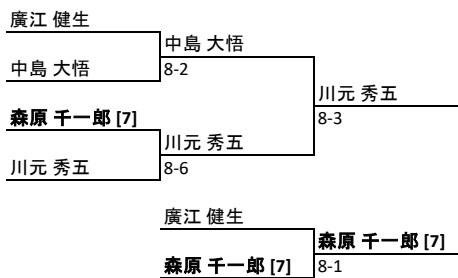 廣江 健生
中島 大悟
中島 大悟
8-2
川元 秀五
8-3
森原 千一郎 [7]
川元 秀五
川元 秀五
8-6
廣江 健生
森原 千一郎 [7]
森原 千一郎 [7]
8-1